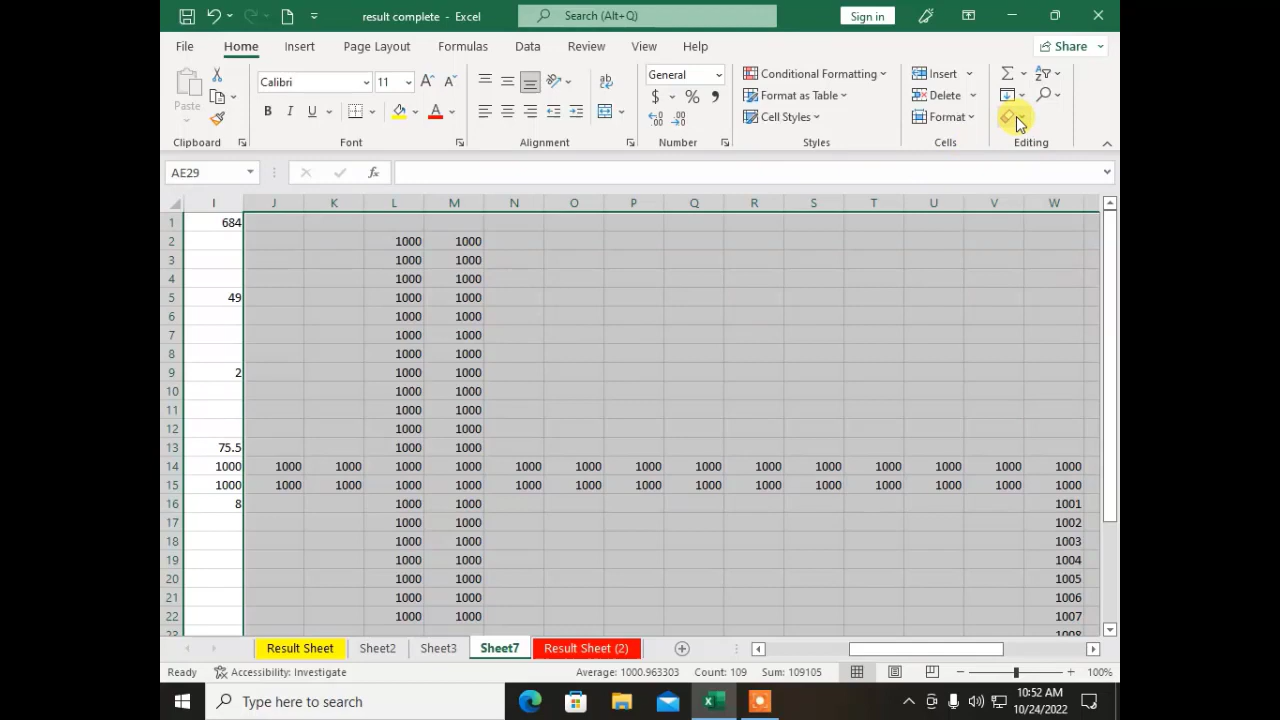 result complete - Excel
Search (Alt+Q)
Sign in
File Home Insert Page Layout Formulas Data Review View Help Share
Paste
Calibri 11
B I U
General
$ %
Conditional Formatting
Format as Table
Cell Styles
Insert
Delete
Format
Clipboard Font Alignment Number Styles Cells Editing
AE29 fx
I J K L M N O P Q R S T U V W
1 684
2 1000 1000
3 1000 1000
4 1000 1000
5 49 1000 1000
6 1000 1000
7 1000 1000
8 1000 1000
9 2 1000 1000
10 1000 1000
11 1000 1000
12 1000 1000
13 75.5 1000 1000
14 1000 1000 1000 1000 1000 1000 1000 1000 1000 1000 1000 1000 1000 1000 1000
15 1000 1000 1000 1000 1000 1000 1000 1000 1000 1000 1000 1000 1000 1000 1000
16 8 1000 1000 1001
17 1000 1000 1002
18 1000 1000 1003
19 1000 1000 1004
20 1000 1000 1005
21 1000 1000 1006
22 1000 1000 1007
23 1008
Result Sheet Sheet2 Sheet3 Sheet7 Result Sheet (2)
Ready Accessibility: Investigate Average: 1000.963303 Count: 109 Sum: 109105 100%
Type here to search
10:52 AM
10/24/2022